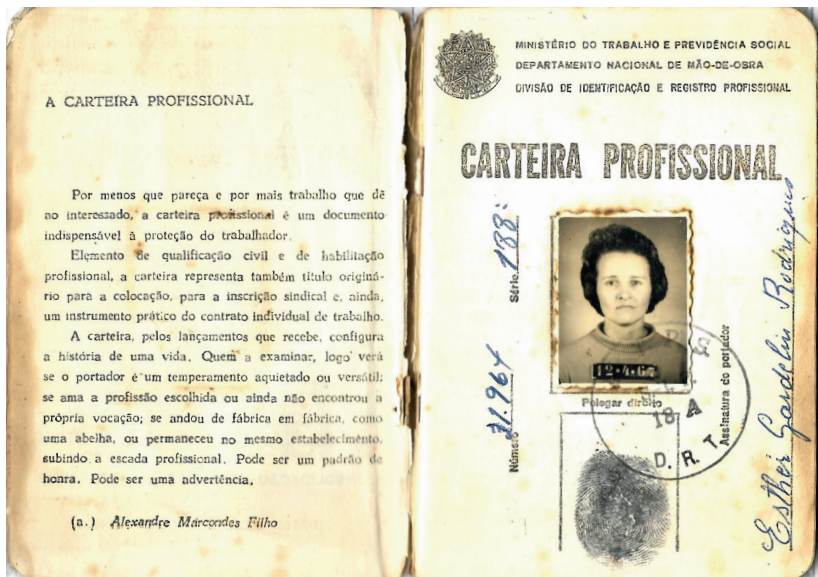 A CARTEIRA PROFISSIONAL
Por menos que pareça e por mais trabalho que dê
ao interessado, a carteira profissional é um documento
indispensável à proteção do trabalhador.
Elemento de qualificação civil e de habilitação
profissional, a carteira representa também título originá-
rio para a colocação, para a inscrição sindical e, ainda,
um instrumento prático do contrato individual de trabalho.
A carteira, pelos lançamentos que recebe, configura
a história de uma vida. Quem a examinar, logo verá
se o portador é um temperamento aquietado ou versátil;
se ama a profissão escolhida ou ainda não encontrou a
própria vocação; se andou de fábrica em fábrica, como
uma abelha, ou permaneceu no mesmo estabelecimento,
subindo a escada profissional. Pode ser um padrão de
honra. Pode ser uma advertência.
(a.) Alexandre Marcondes Filho
MINISTÉRIO DO TRABALHO E PREVIDÊNCIA SOCIAL
DEPARTAMENTO NACIONAL DE MÃO-DE-OBRA
DIVISÃO DE IDENTIFICAÇÃO E REGISTRO PROFISSIONAL
CARTEIRA PROFISSIONAL
Número 31.964 Série 188
12·4·67
Polegar direito
18 A
D. R. T.
Assinatura do portador
Esther Gardelin Rodrigues